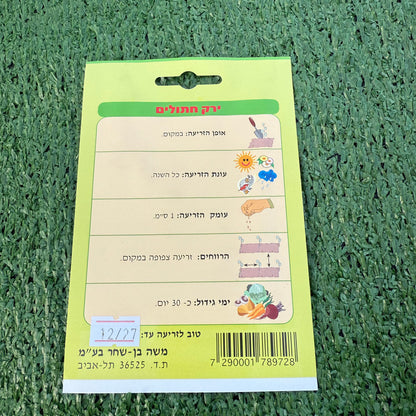 ירק חתולים
אופן הזריעה: במקום.
עונת הזריעה: כל השנה.
עומק הזריעה: 1 ס"מ.
הרווחים: זריעה צפופה במקום.
ימי גידול: כ- 30 יום.
טוב לזריעה עד: 12/27
משה בן-שחר בע"מ
ת.ד. 36525 תל-אביב
7 290001 789728